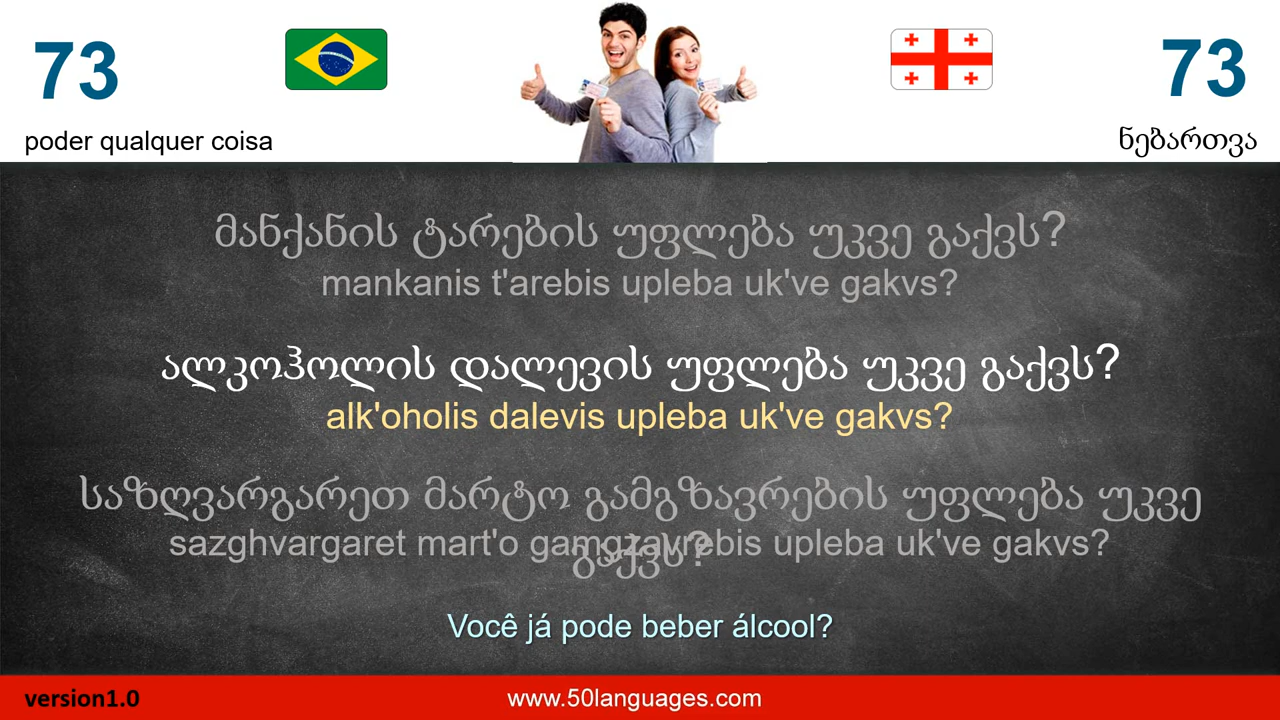 73
73
poder qualquer coisa
ნებართვა
მანქანის ტარების უფლება უკვე გაქვს?
mankanis t'arebis upleba uk've gakvs?
ალკოჰოლის დალევის უფლება უკვე გაქვს?
alk'oholis dalevis upleba uk've gakvs?
საზღვარგარეთ მარტო გამგზავრების უფლება უკვე
გაქვს?
sazghvargaret mart'o gamgzavrebis upleba uk've gakvs?
Você já pode beber álcool?
version1.0
www.50languages.com